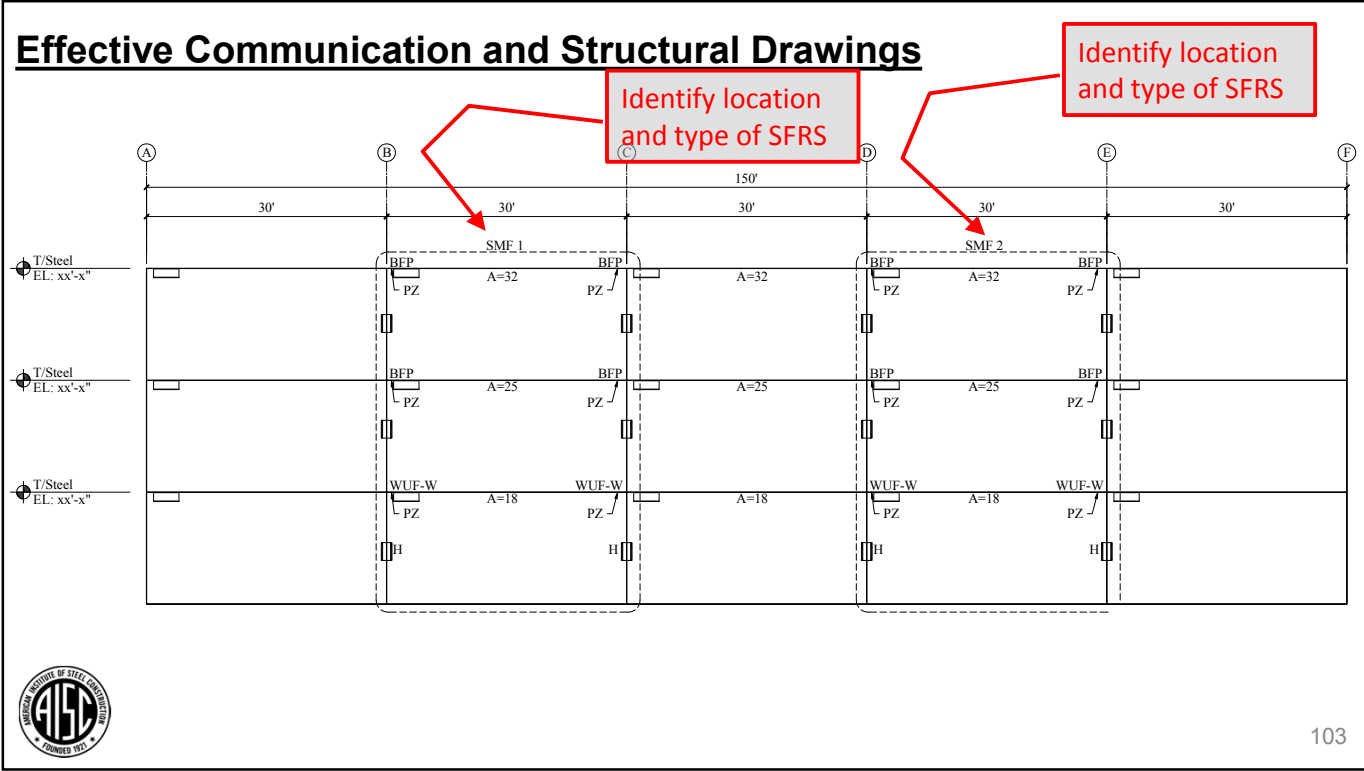 Effective Communication and Structural Drawings
Identify location
and type of SFRS
Identify location
and type of SFRS
A B C D E F
150'
30' 30' 30' 30' 30'
SMF 1 SMF 2
T/Steel
EL: xx'-x"
BFP BFP BFP BFP
A=32 A=32 A=32
PZ PZ PZ PZ
T/Steel
EL: xx'-x"
BFP BFP BFP BFP
A=25 A=25 A=25
PZ PZ PZ PZ
T/Steel
EL: xx'-x"
WUF-W WUF-W WUF-W WUF-W
A=18 A=18 A=18
PZ PZ PZ PZ
H H H H
AMERICAN INSTITUTE OF STEEL CONSTRUCTION
AISC
FOUNDED 1921
103